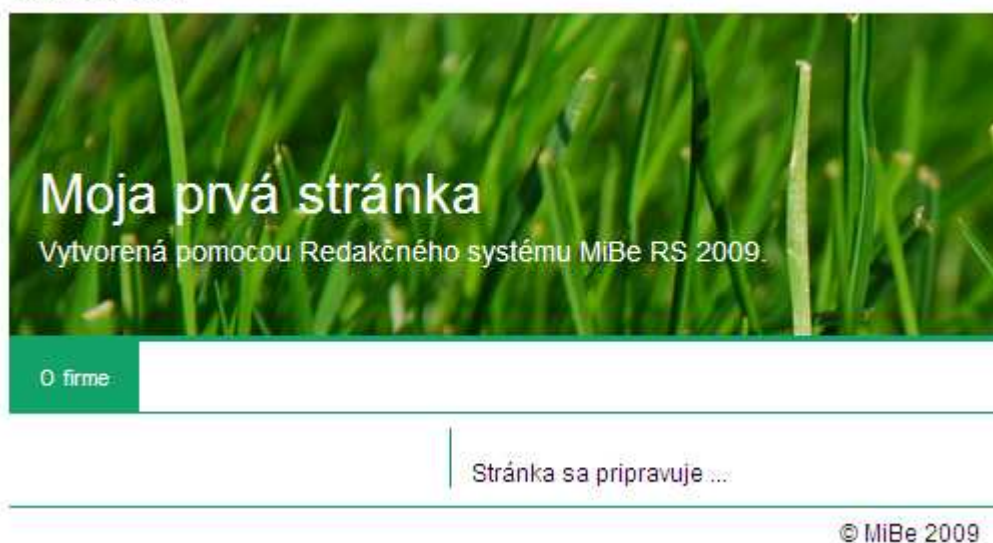 Moja prvá stránka
Vytvorená pomocou Redakčného systému MiBe RS 2009.
O firme
Stránka sa pripravuje ...
© MiBe 2009